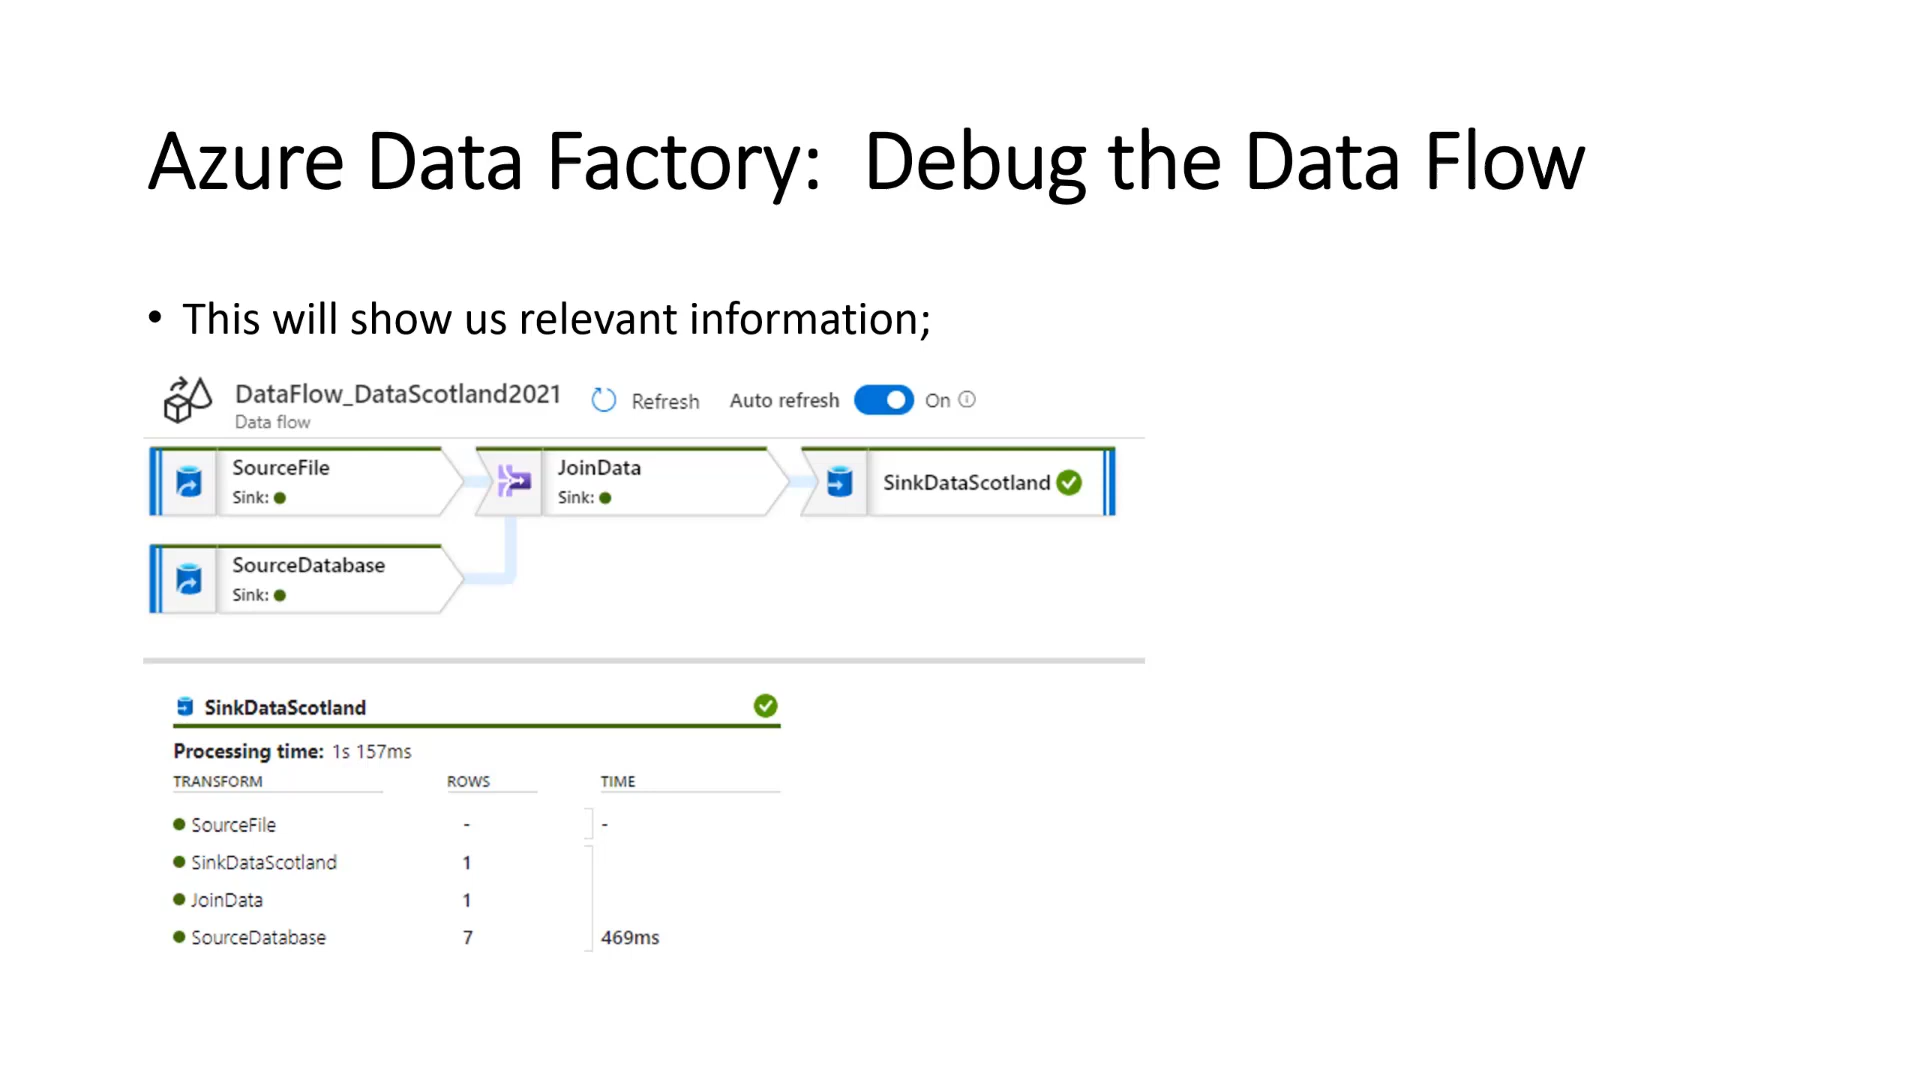 Azure Data Factory:  Debug the Data Flow
• This will show us relevant information;
DataFlow_DataScotland2021
Data flow
Refresh
Auto refresh
On
SourceFile
Sink:
JoinData
Sink:
SinkDataScotland
SourceDatabase
Sink:
SinkDataScotland
Processing time: 1s 157ms
TRANSFORM ROWS TIME
SourceFile - -
SinkDataScotland 1
JoinData 1
SourceDatabase 7 469ms